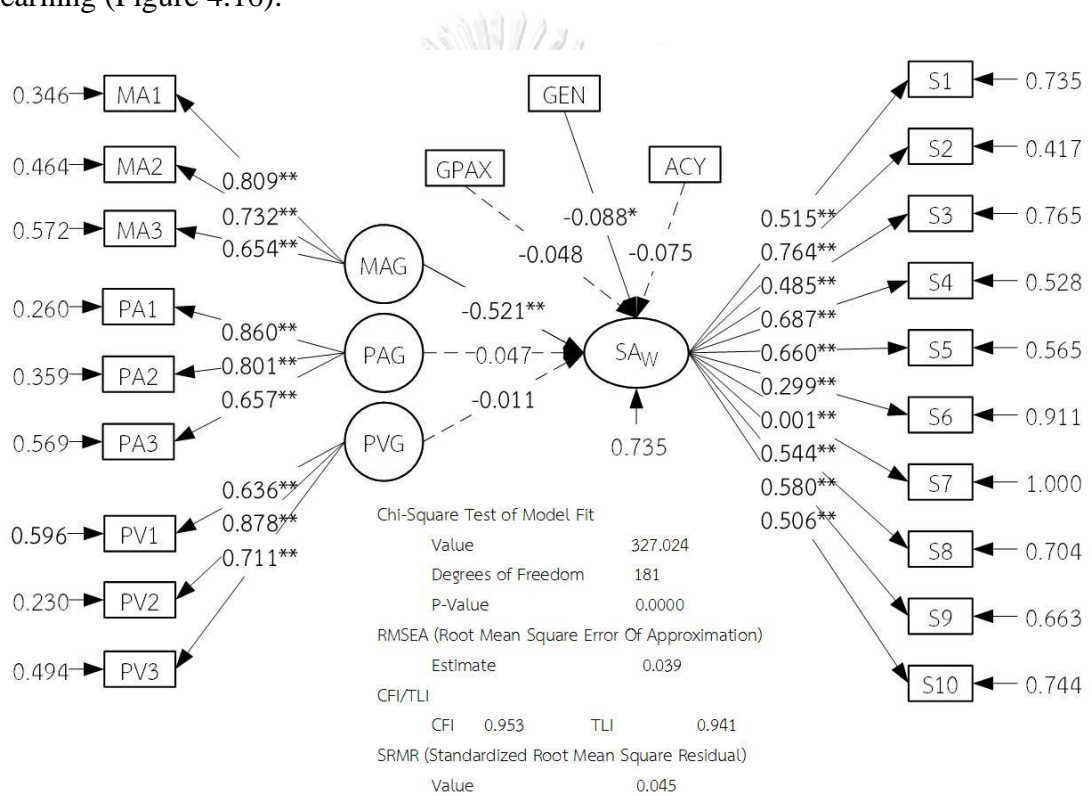 earning (Figure 4.16).
0.346 MA1
0.464 MA2
0.572 MA3
0.260 PA1
0.359 PA2
0.569 PA3
0.596 PV1
0.230 PV2
0.494 PV3
0.809**
0.732**
0.654**
0.860**
0.801**
0.657**
0.636**
0.878**
0.711**
MAG
PAG
PVG
GPAX
GEN
ACY
-0.048
-0.088*
-0.075
-0.521**
-0.047
-0.011
SAW
0.735
0.515**
0.764**
0.485**
0.687**
0.660**
0.299**
0.001**
0.544**
0.580**
0.506**
S1 0.735
S2 0.417
S3 0.765
S4 0.528
S5 0.565
S6 0.911
S7 1.000
S8 0.704
S9 0.663
S10 0.744
Chi-Square Test of Model Fit
Value 327.024
Degrees of Freedom 181
P-Value 0.0000
RMSEA (Root Mean Square Error Of Approximation)
Estimate 0.039
CFI/TLI
CFI 0.953 TLI 0.941
SRMR (Standardized Root Mean Square Residual)
Value 0.045